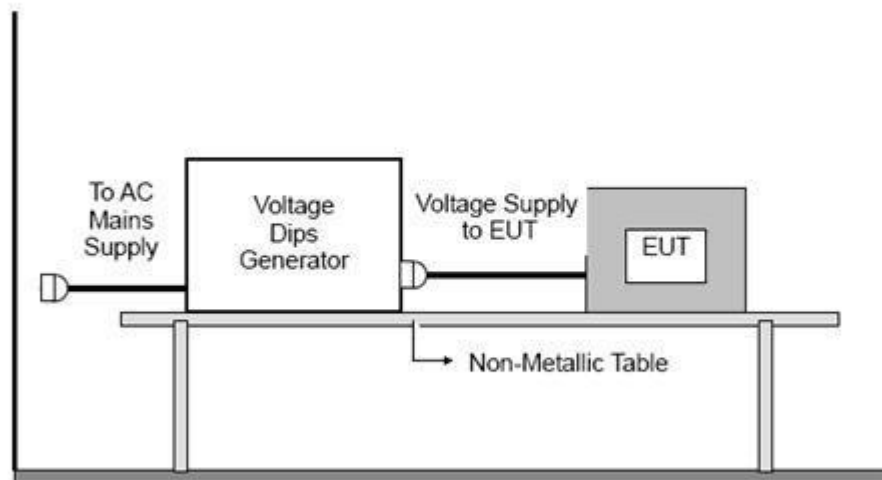 To AC
Mains
Supply
Voltage
Dips
Generator
Voltage Supply
to EUT
EUT
Non-Metallic Table